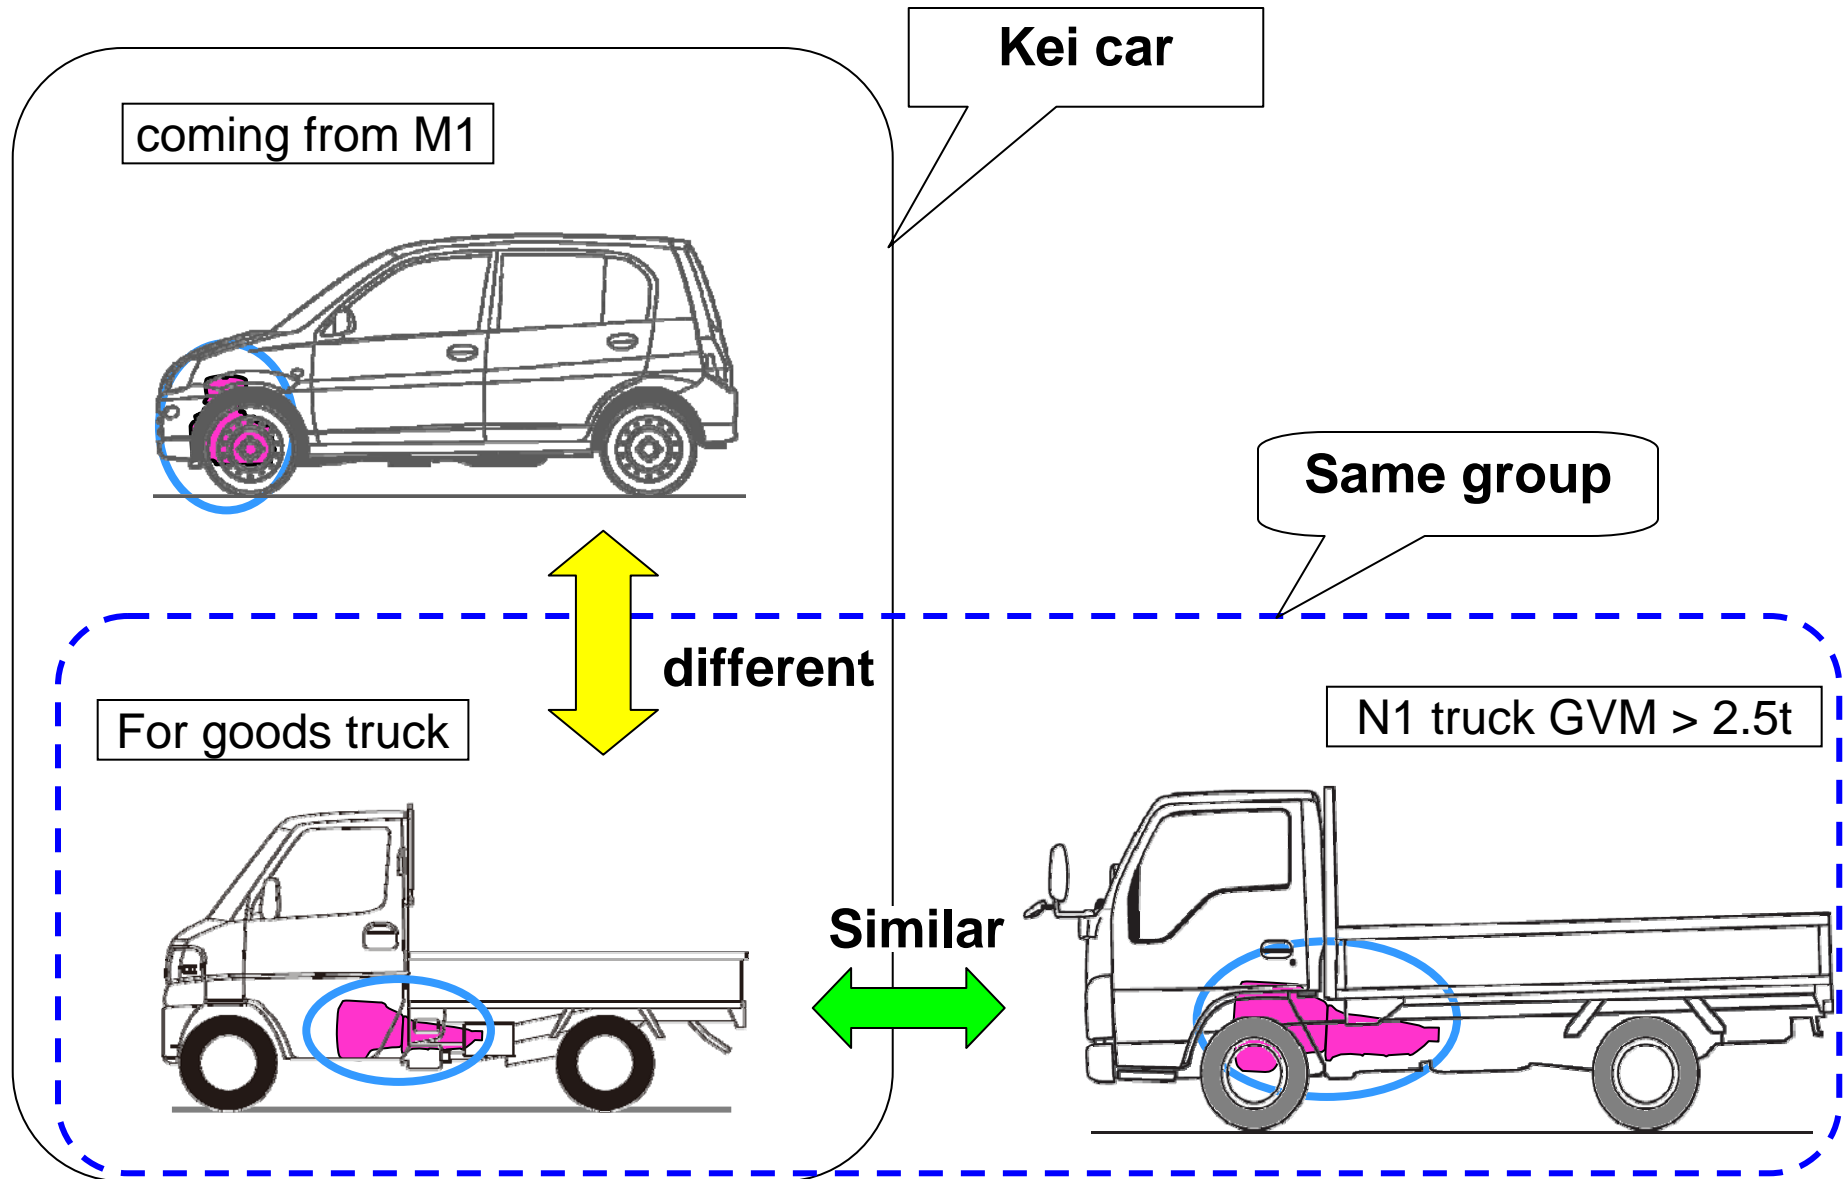 Kei car
coming from M1
Same group
different
For goods truck
N1 truck GVM > 2.5t
Similar